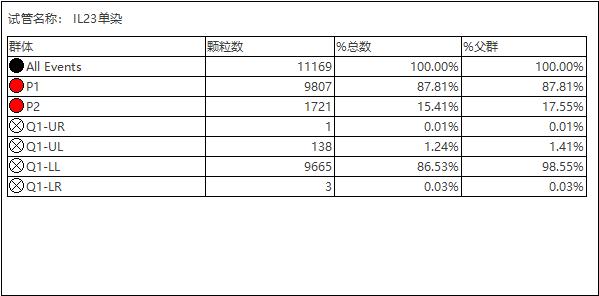 试管名称: IL23单染
群体 颗粒数 %总数 %父群
All Events 11169 100.00% 100.00%
P1 9807 87.81% 87.81%
P2 1721 15.41% 17.55%
Q1-UR 1 0.01% 0.01%
Q1-UL 138 1.24% 1.41%
Q1-LL 9665 86.53% 98.55%
Q1-LR 3 0.03% 0.03%